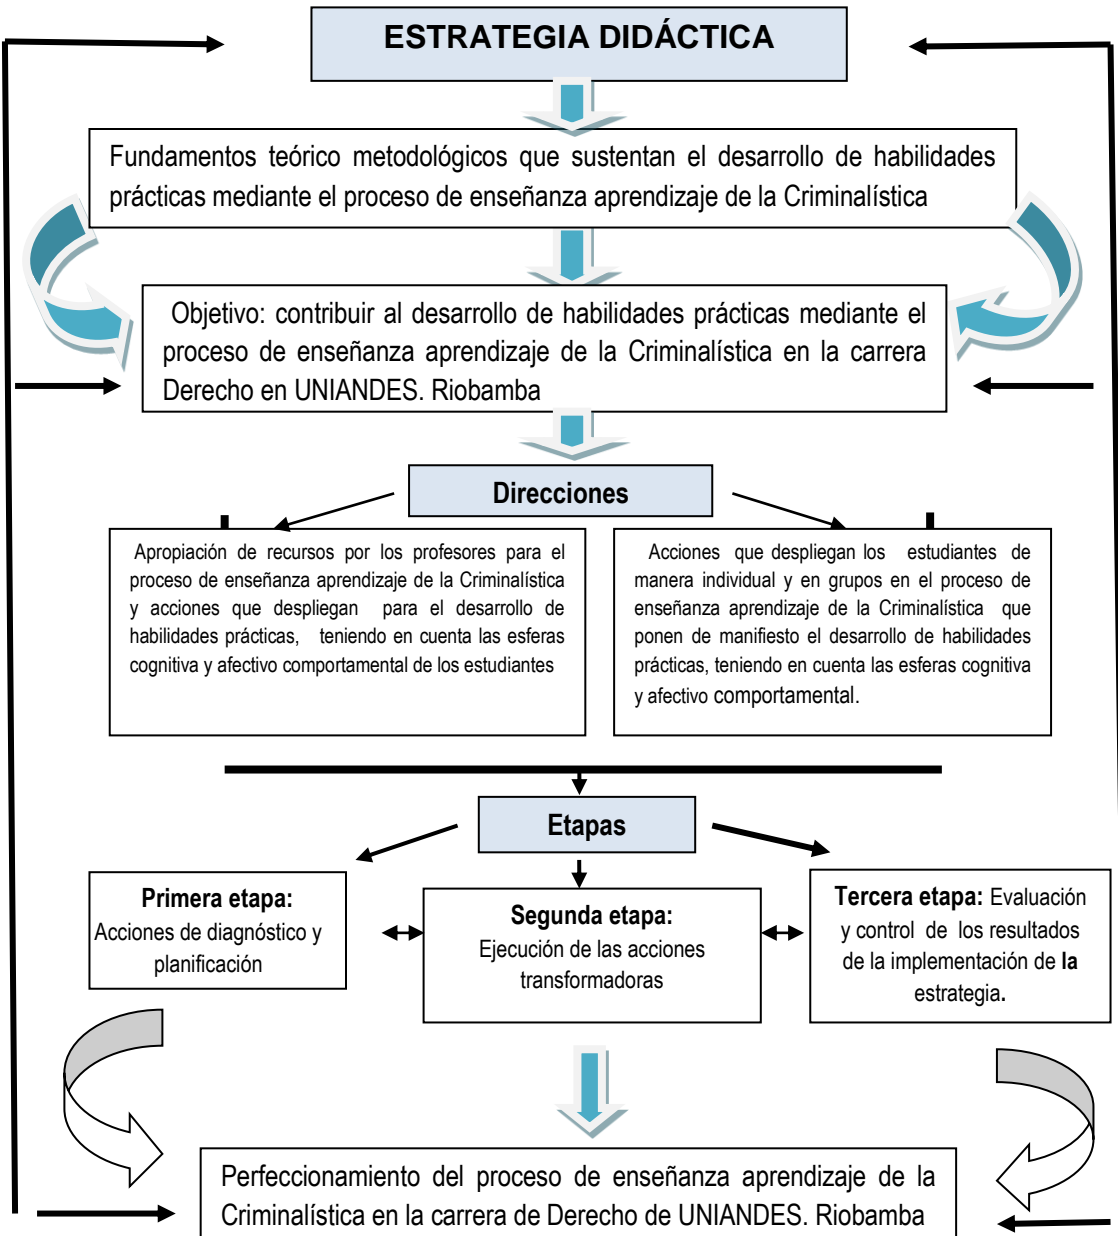 ESTRATEGIA DIDÁCTICA
Fundamentos teórico metodológicos que sustentan el desarrollo de habilidades
prácticas mediante el proceso de enseñanza aprendizaje de la Criminalística
Objetivo: contribuir al desarrollo de habilidades prácticas mediante el
proceso de enseñanza aprendizaje de la Criminalística en la carrera
Derecho en UNIANDES. Riobamba
Direcciones
Apropiación de recursos por los profesores para el
proceso de enseñanza aprendizaje de la Criminalística
y acciones que despliegan para el desarrollo de
habilidades prácticas, teniendo en cuenta las esferas
cognitiva y afectivo comportamental de los estudiantes
Acciones que despliegan los estudiantes de
manera individual y en grupos en el proceso de
enseñanza aprendizaje de la Criminalística que
ponen de manifiesto el desarrollo de habilidades
prácticas, teniendo en cuenta las esferas cognitiva
y afectivo comportamental.
Etapas
Primera etapa:
Acciones de diagnóstico y
planificación
Segunda etapa:
Ejecución de las acciones
transformadoras
Tercera etapa: Evaluación
y control de los resultados
de la implementación de la
estrategia.
Perfeccionamiento del proceso de enseñanza aprendizaje de la
Criminalística en la carrera de Derecho de UNIANDES. Riobamba